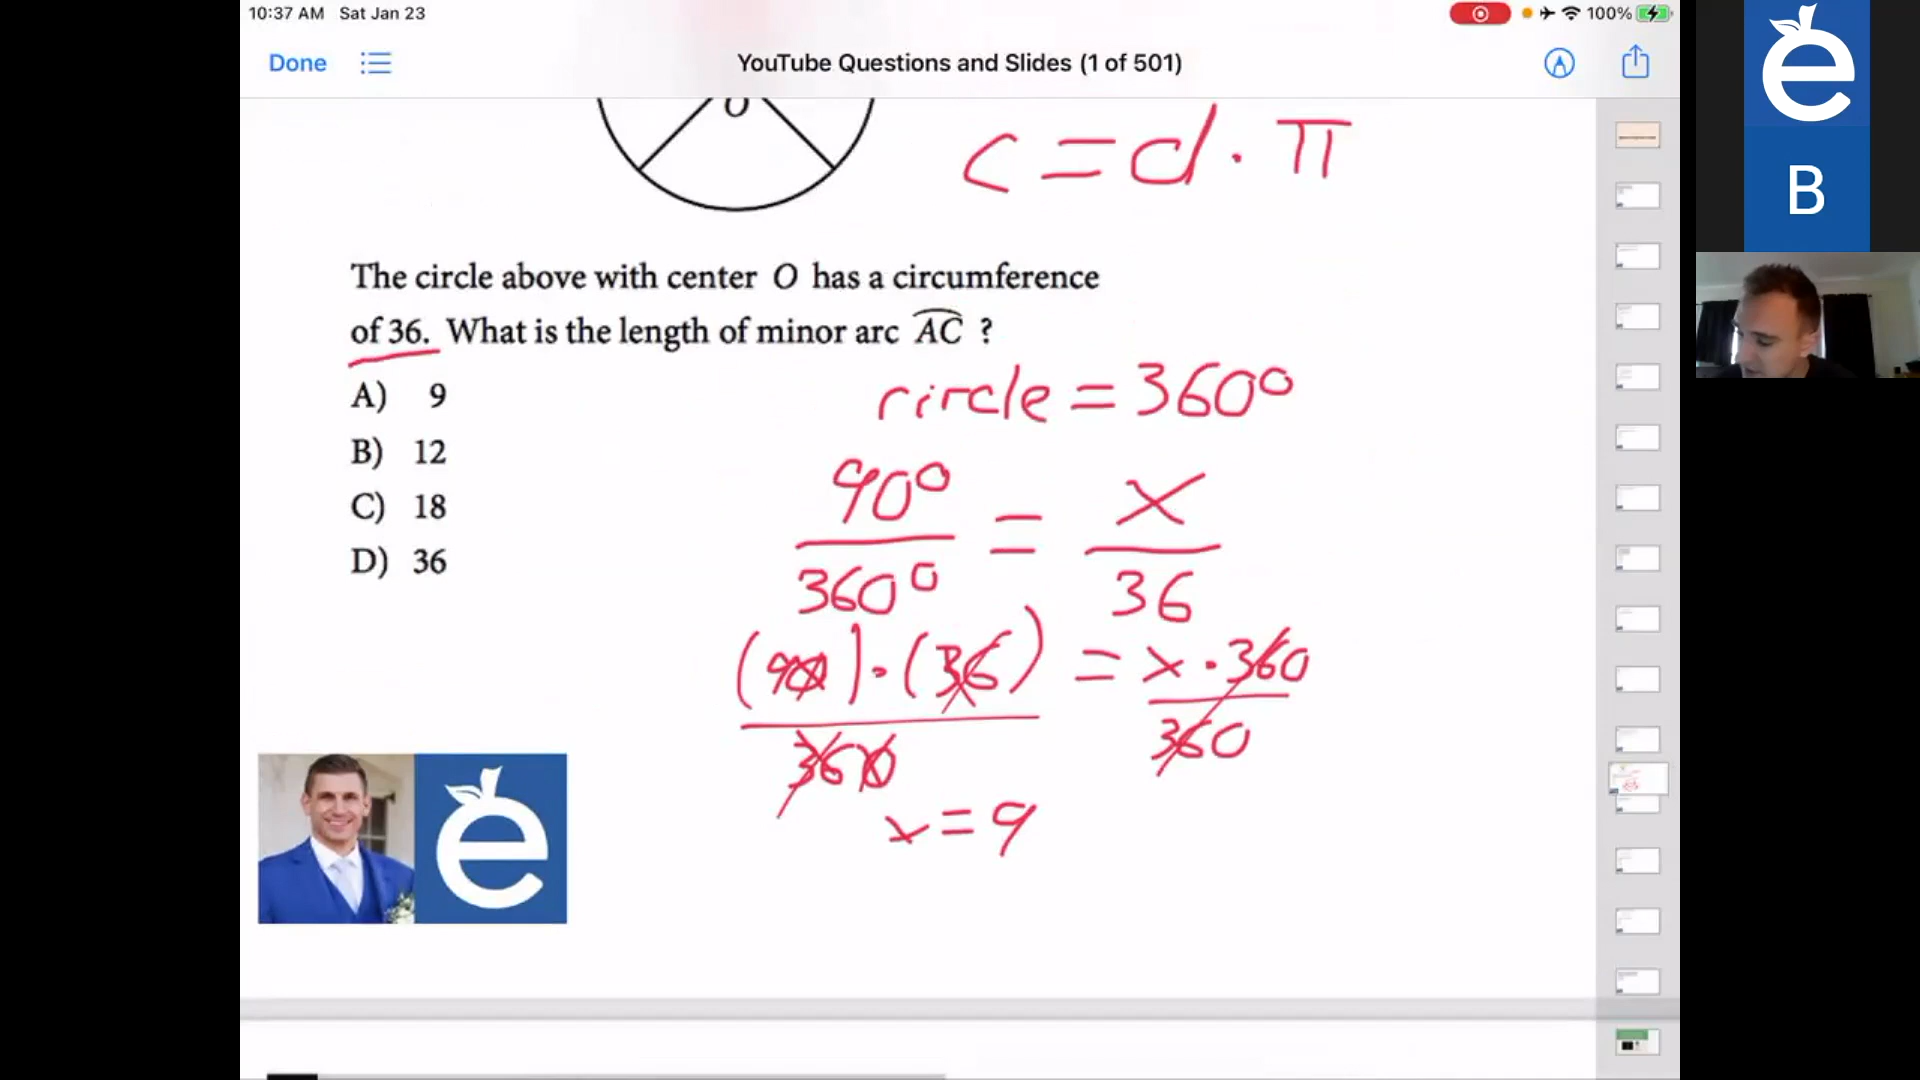 10:37 AM Sat Jan 23
100%
Done
YouTube Questions and Slides (1 of 501)
e
B
O
c = d · π
The circle above with center O has a circumference
of 36. What is the length of minor arc AC ?
A) 9
B) 12
C) 18
D) 36
circle = 360°
90° / 360° = x / 36
(90) · (36) / 360 = x · 360 / 360
x = 9
e